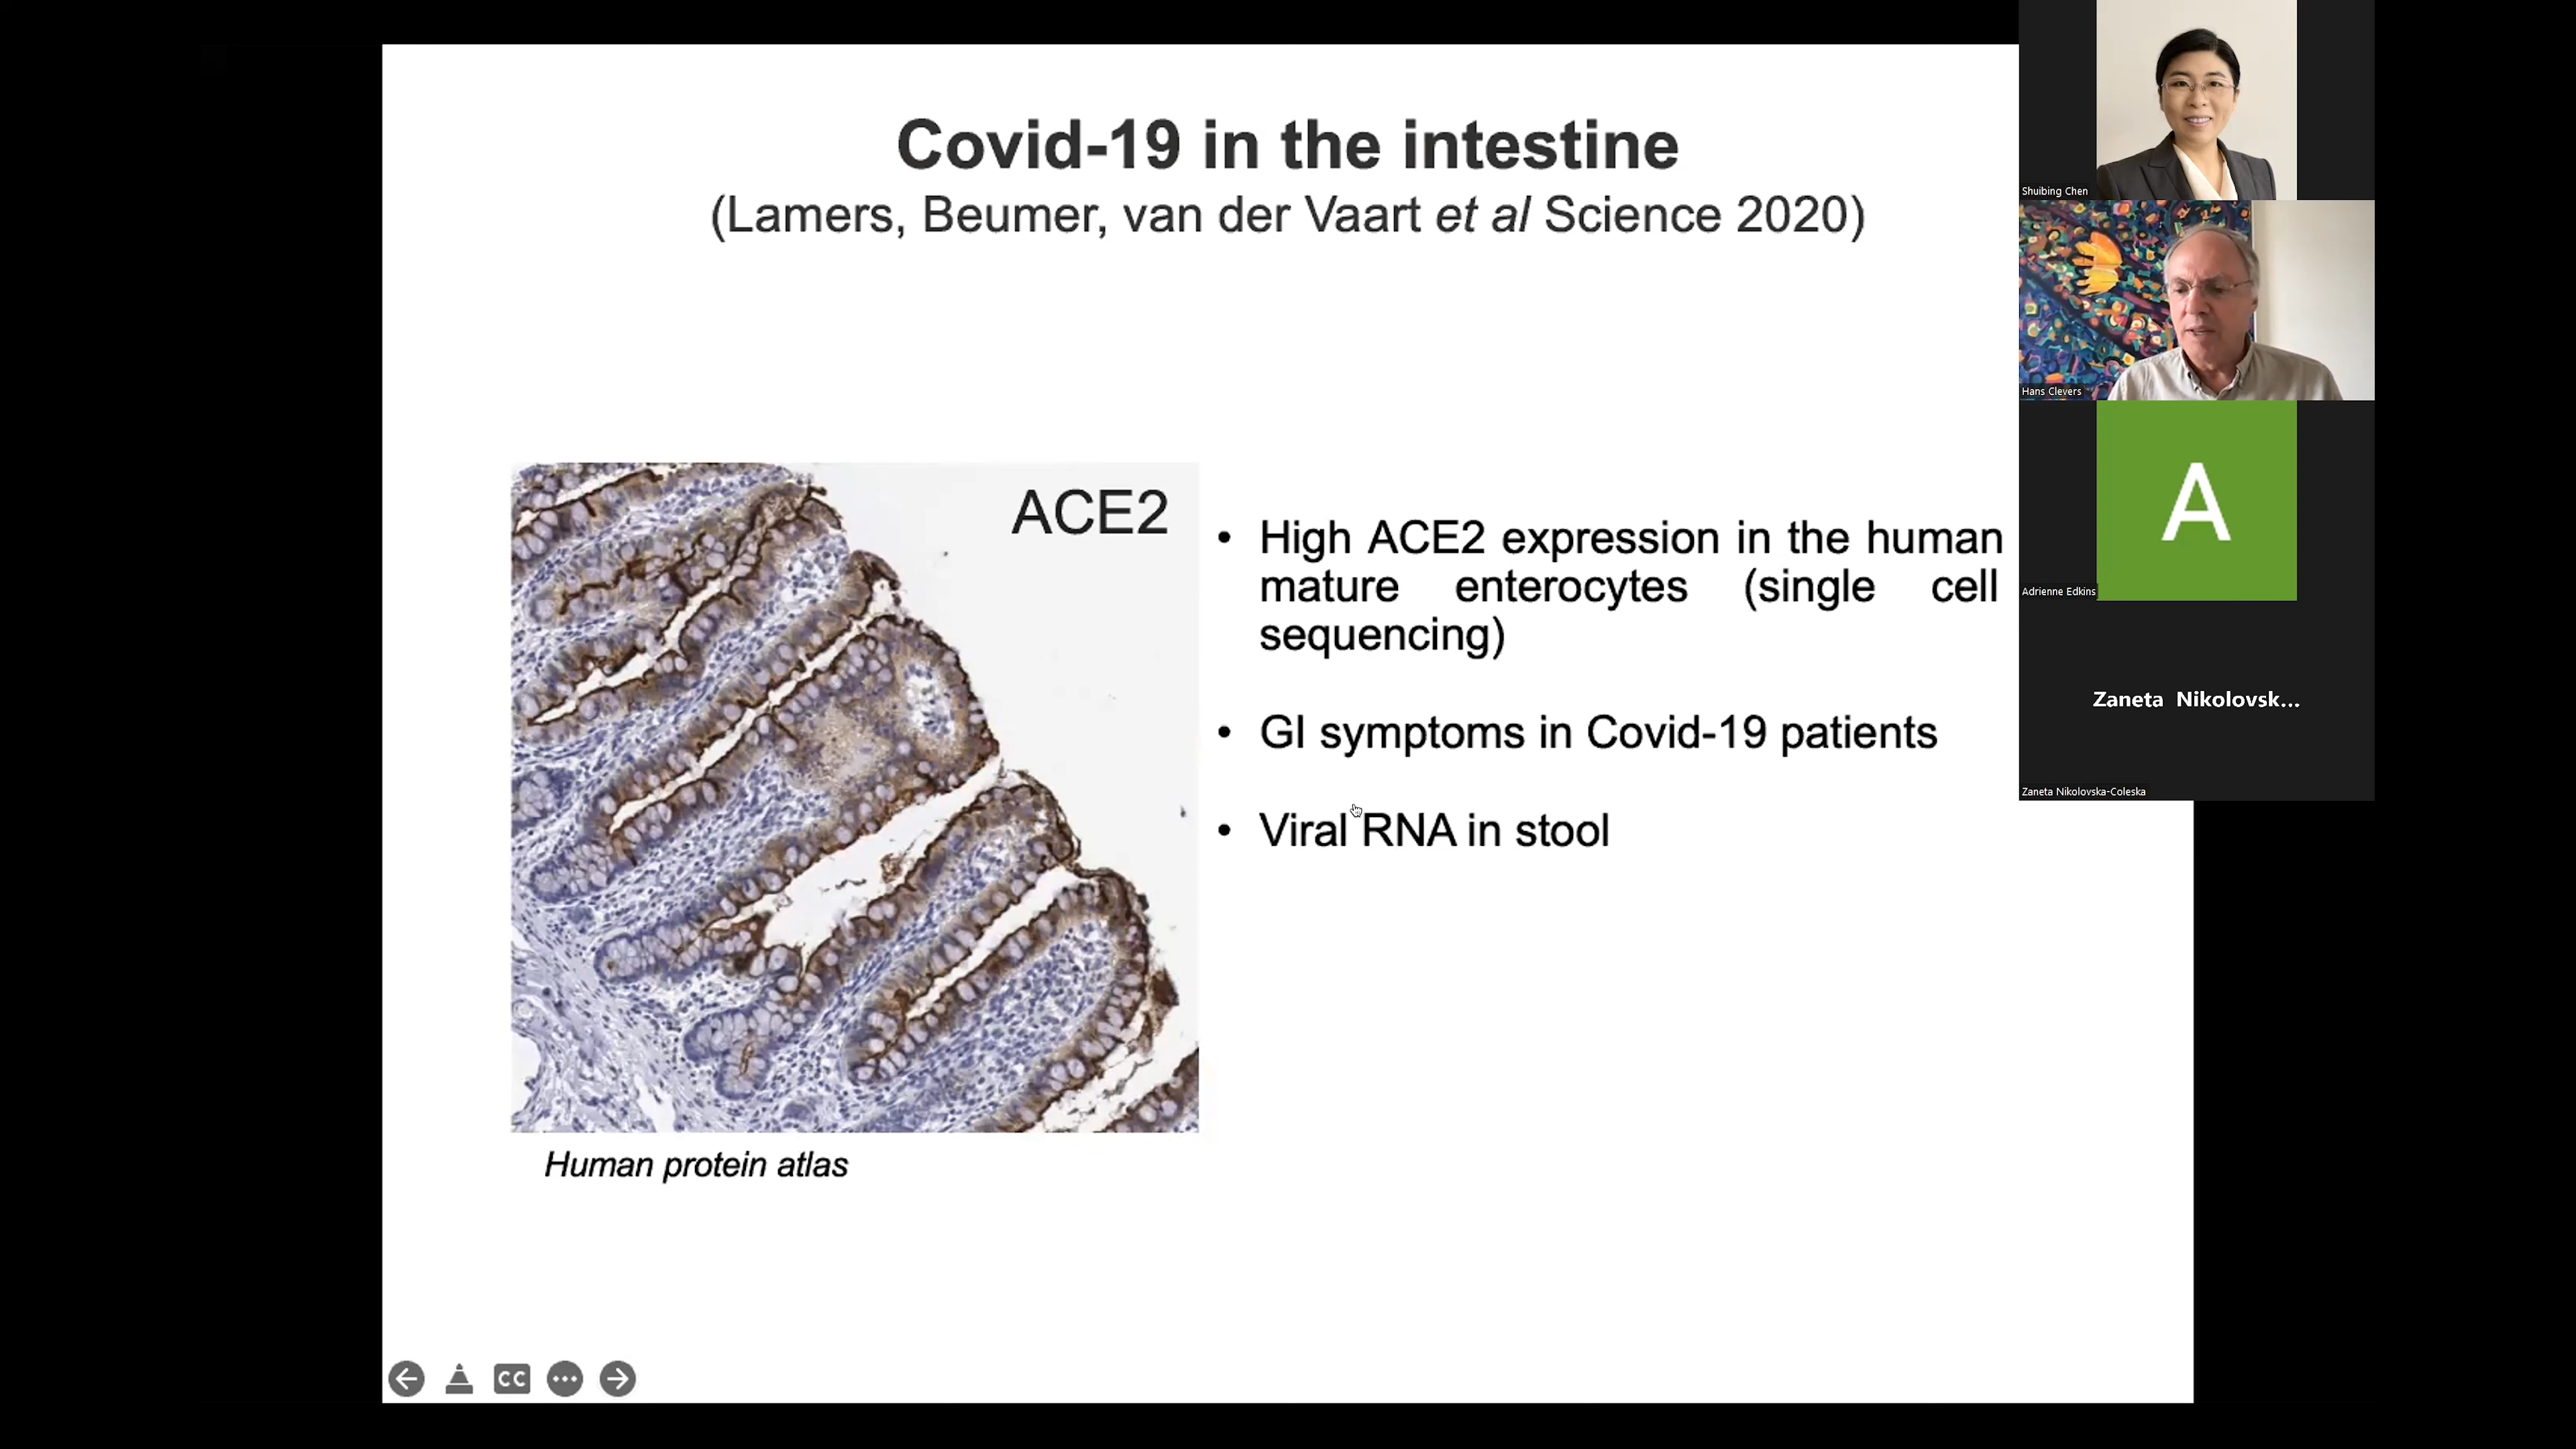 Covid-19 in the intestine
(Lamers, Beumer, van der Vaart et al Science 2020)
ACE2
• High ACE2 expression in the human
mature enterocytes (single cell
sequencing)
• GI symptoms in Covid-19 patients
• Viral RNA in stool
Human protein atlas
CC
Shuibing Chen
Hans Clevers
A
Adrienne Edkins
Zaneta Nikolovsk...
Zaneta Nikolovska-Coleska